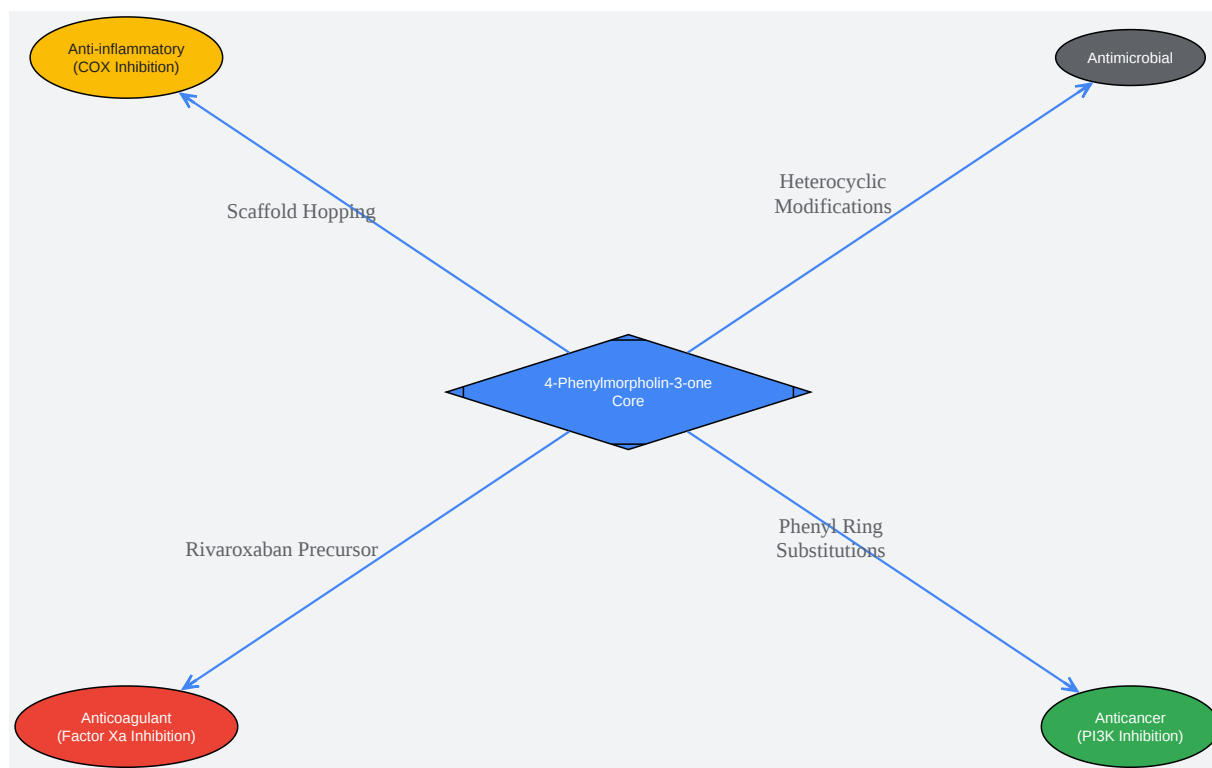 Anti-inflammatory
(COX Inhibition)
Antimicrobial
Scaffold Hopping
Heterocyclic
Modifications
4-Phenylmorpholin-3-one
Core
Rivaroxaban Precursor
Phenyl Ring
Substitutions
Anticoagulant
(Factor Xa Inhibition)
Anticancer
(PI3K Inhibition)